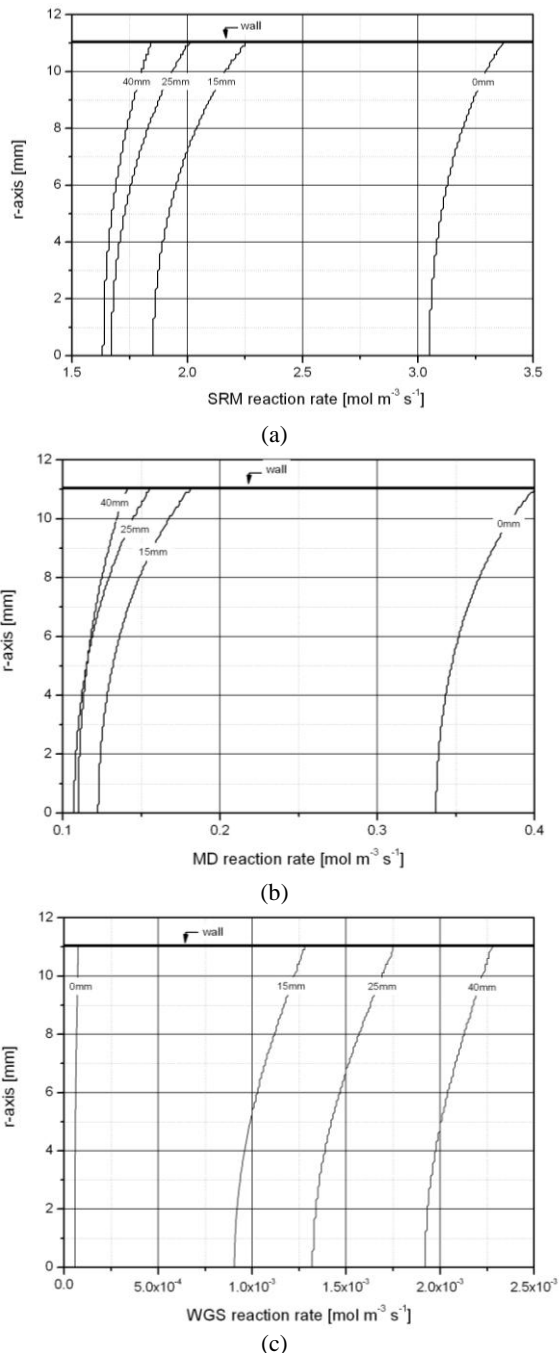 12
wall
10
40mm
25mm
15mm
0mm
8
6
4
2
0
r-axis [mm]
1.5 2.0 2.5 3.0 3.5
SRM reaction rate [mol m⁻³ s⁻¹]
(a)
12
wall
10
40mm
25mm
15mm
0mm
8
6
4
2
0
r-axis [mm]
0.1 0.2 0.3 0.4
MD reaction rate [mol m⁻³ s⁻¹]
(b)
12
wall
10
0mm 15mm 25mm 40mm
8
6
4
2
0
r-axis [mm]
0.0 5.0x10⁻⁴ 1.0x10⁻³ 1.5x10⁻³ 2.0x10⁻³ 2.5x10⁻³
WGS reaction rate [mol m⁻³ s⁻¹]
(c)